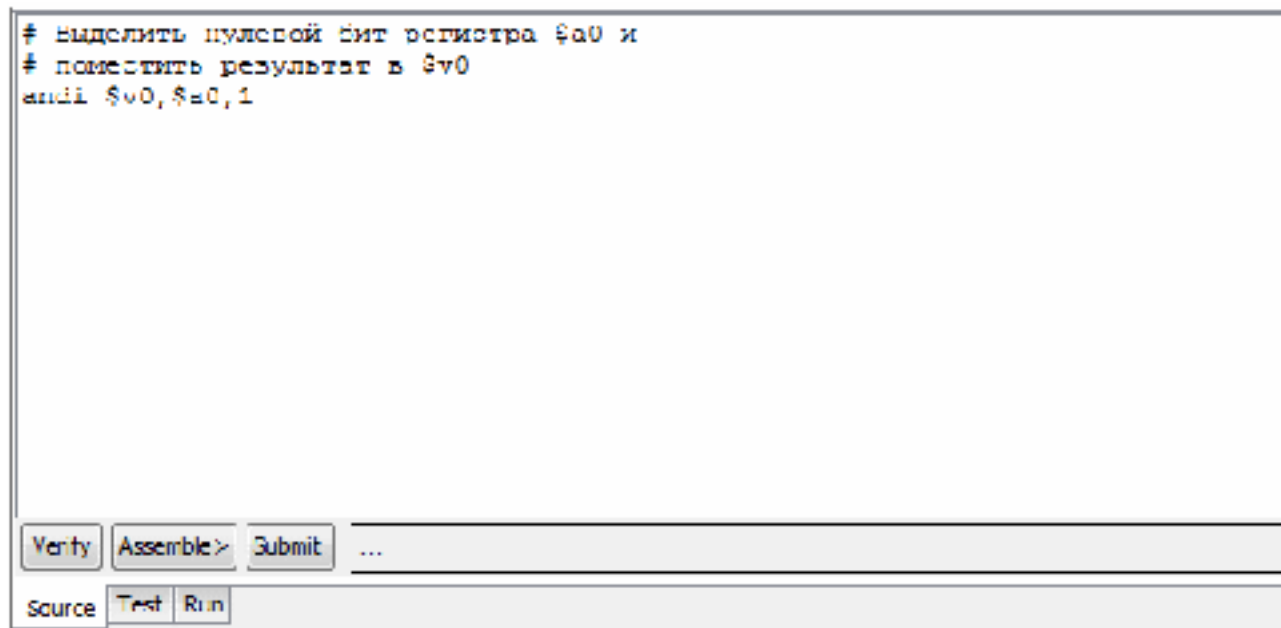 # Выделить нулевой бит регистра $a0 и
# поместить результат в $v0
andi $v0,$a0,1
Verify Assemble> Submit ...
Source Test Run